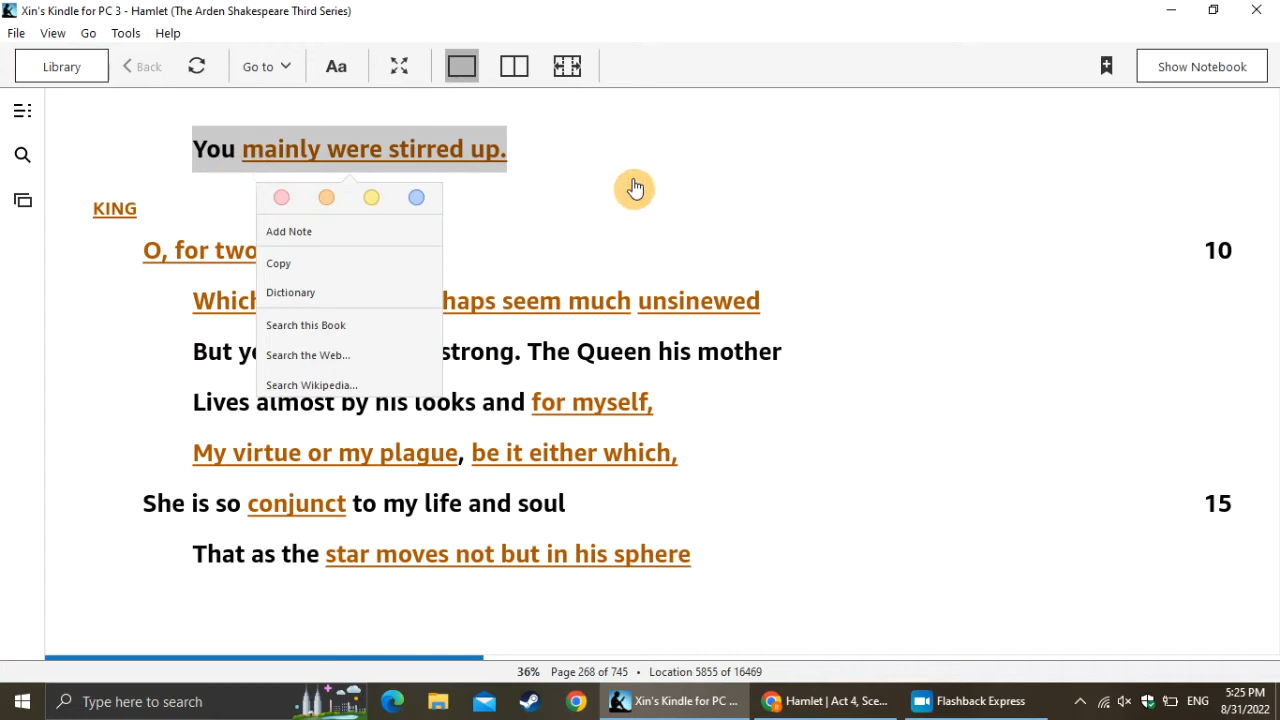 Xin's Kindle for PC 3 - Hamlet (The Arden Shakespeare Third Series)
File View Go Tools Help
Library Back Go to Aa Show Notebook
You mainly were stirred up.
KING
O, for two 10
Add Note
Copy
Dictionary
Which haps seem much unsinewed
Search this Book
But strong. The Queen his mother
Search the Web...
Search Wikipedia...
Lives almost by his looks and for myself,
My virtue or my plague, be it either which,
She is so conjunct to my life and soul 15
That as the star moves not but in his sphere
36% Page 268 of 745 • Location 5855 of 16469
Type here to search Xin's Kindle for PC ... Hamlet | Act 4, Sce... Flashback Express ENG 5:25 PM
8/31/2022